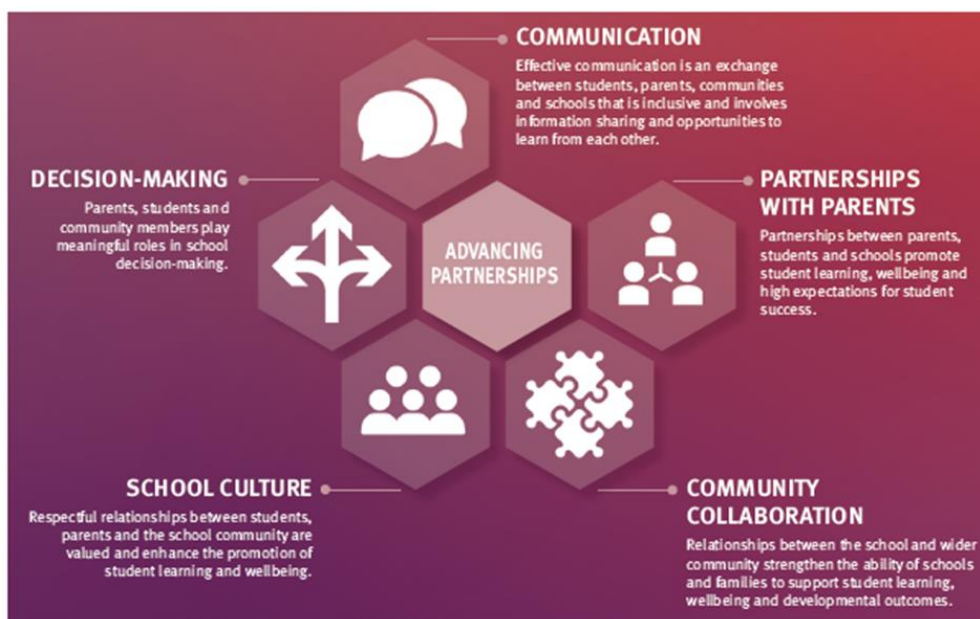 COMMUNICATION
Effective communication is an exchange
between students, parents, communities
and schools that is inclusive and involves
information sharing and opportunities to
learn from each other.
DECISION-MAKING
Parents, students and
community members play
meaningful roles in school
decision-making.
ADVANCING
PARTNERSHIPS
PARTNERSHIPS
WITH PARENTS
Partnerships between parents,
students and schools promote
student learning, wellbeing and
high expectations for student
success.
SCHOOL CULTURE
Respectful relationships between students,
parents and the school community are
valued and enhance the promotion of
student learning and wellbeing.
COMMUNITY
COLLABORATION
Relationships between the school and wider
community strengthen the ability of schools
and families to support student learning,
wellbeing and developmental outcomes.